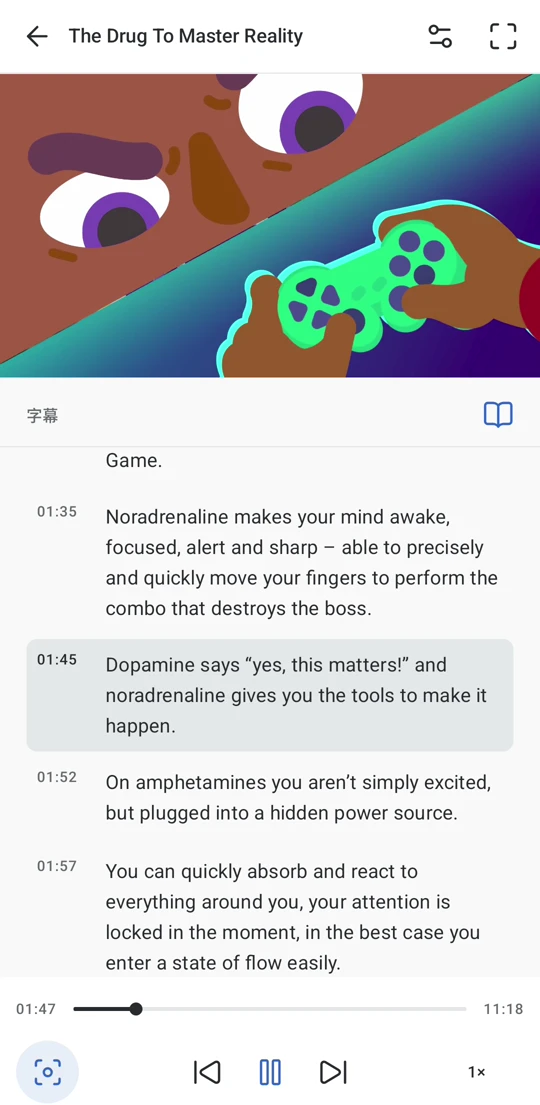 The Drug To Master Reality
字幕
Game.
01:35
Noradrenaline makes your mind awake,
focused, alert and sharp – able to precisely
and quickly move your fingers to perform the
combo that destroys the boss.
01:45
Dopamine says “yes, this matters!” and
noradrenaline gives you the tools to make it
happen.
01:52
On amphetamines you aren’t simply excited,
but plugged into a hidden power source.
01:57
You can quickly absorb and react to
everything around you, your attention is
locked in the moment, in the best case you
enter a state of flow easily.
01:47
11:18
1×